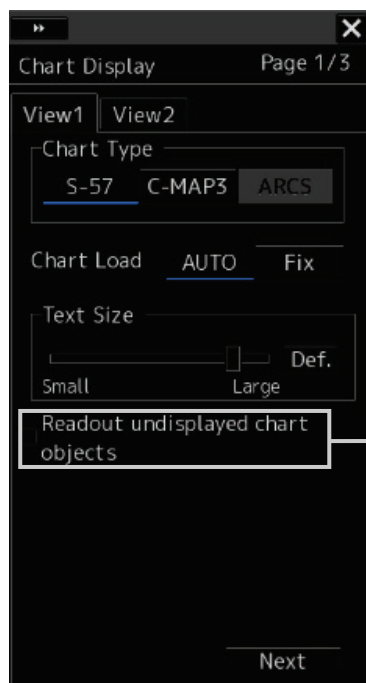 Chart Display Page 1/3
View1 View2
Chart Type
S-57 C-MAP3 ARCS
Chart Load AUTO Fix
Text Size
Def.
Small Large
Readout undisplayed chart
objects
Next